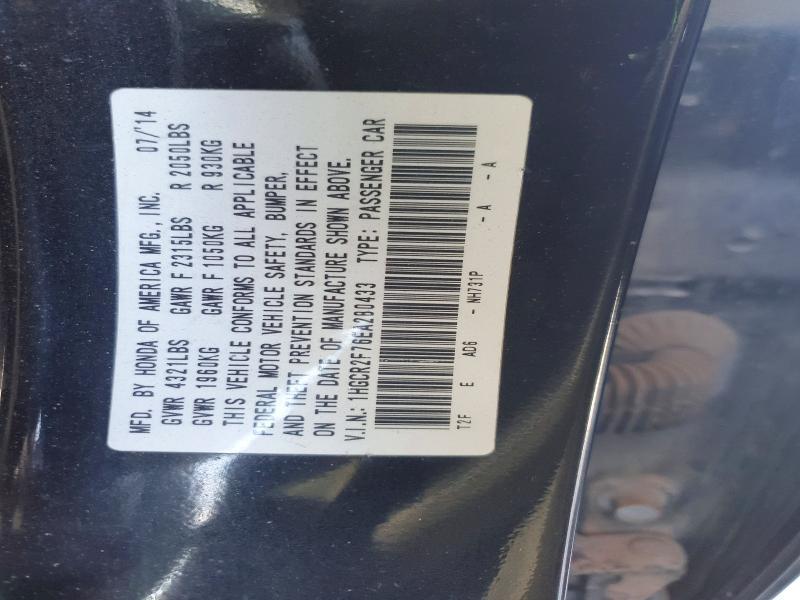 MFD. BY HONDA OF AMERICA MFG., INC. 07/'14
GVWR 4321LBS GAWR F 2315LBS R 2050LBS
GVWR 1960KG GAWR F 1050KG R 930KG
THIS VEHICLE CONFORMS TO ALL APPLICABLE
FEDERAL MOTOR VEHICLE SAFETY, BUMPER,
AND THEFT PREVENTION STANDARDS IN EFFECT
ON THE DATE OF MANUFACTURE SHOWN ABOVE.
V.I.N.: 1HGCR2F76EA280433 TYPE: PASSENGER CAR
T2F E AD6 - NH731P - A - A